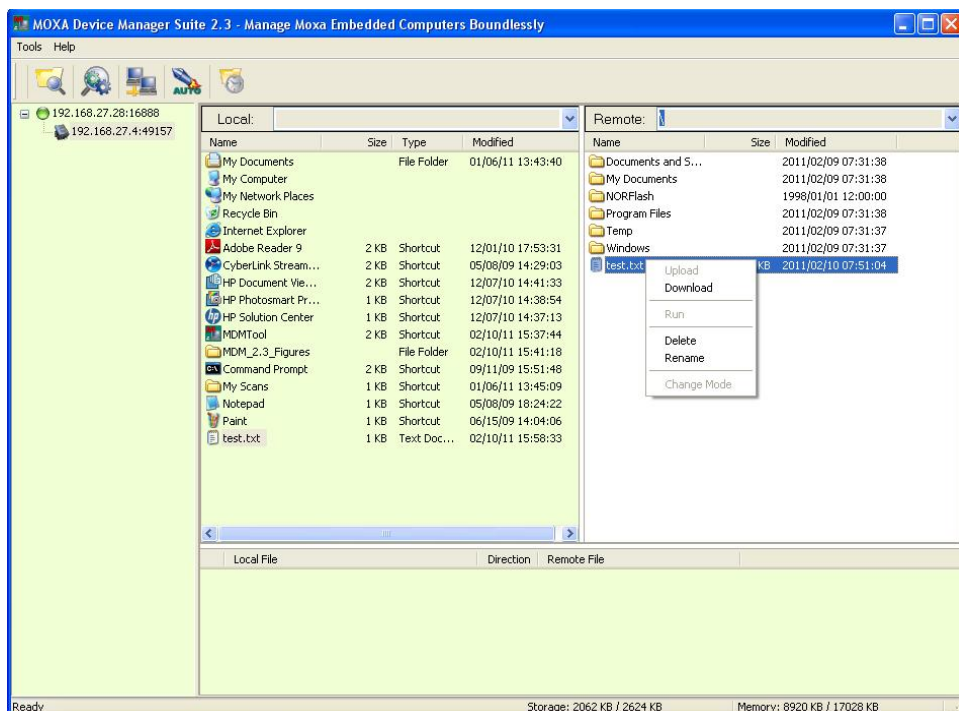 MOXA Device Manager Suite 2.3 - Manage Moxa Embedded Computers Boundlessly
Tools Help
AUTO
192.168.27.28:16888
192.168.27.4:49157
Local:
Name Size Type Modified
My Documents File Folder 01/06/11 13:43:40
My Computer
My Network Places
Recycle Bin
Internet Explorer
Adobe Reader 9 2 KB Shortcut 12/01/10 17:53:31
CyberLink Stream... 2 KB Shortcut 05/08/09 14:29:03
HP Document Vie... 2 KB Shortcut 12/07/10 14:41:33
HP Photosmart Pr... 1 KB Shortcut 12/07/10 14:38:54
HP Solution Center 1 KB Shortcut 12/07/10 14:37:13
MDMTool 2 KB Shortcut 02/10/11 15:37:44
MDM_2.3_Figures File Folder 02/10/11 15:41:18
Command Prompt 2 KB Shortcut 09/11/09 15:51:48
My Scans 1 KB Shortcut 01/06/11 13:45:09
Notepad 1 KB Shortcut 05/08/09 18:24:22
Paint 1 KB Shortcut 06/15/09 14:04:06
test.txt 1 KB Text Doc... 02/10/11 15:58:33
Remote: \
Name Size Modified
Documents and S... 2011/02/09 07:31:38
My Documents 2011/02/09 07:31:38
NORFlash 1998/01/01 12:00:00
Program Files 2011/02/09 07:31:38
Temp 2011/02/09 07:31:37
Windows 2011/02/09 07:31:37
test.txt KB 2011/02/10 07:51:04
Upload
Download
Run
Delete
Rename
Change Mode
Local File Direction Remote File
Ready Storage: 2062 KB / 2624 KB Memory: 8920 KB / 17028 KB